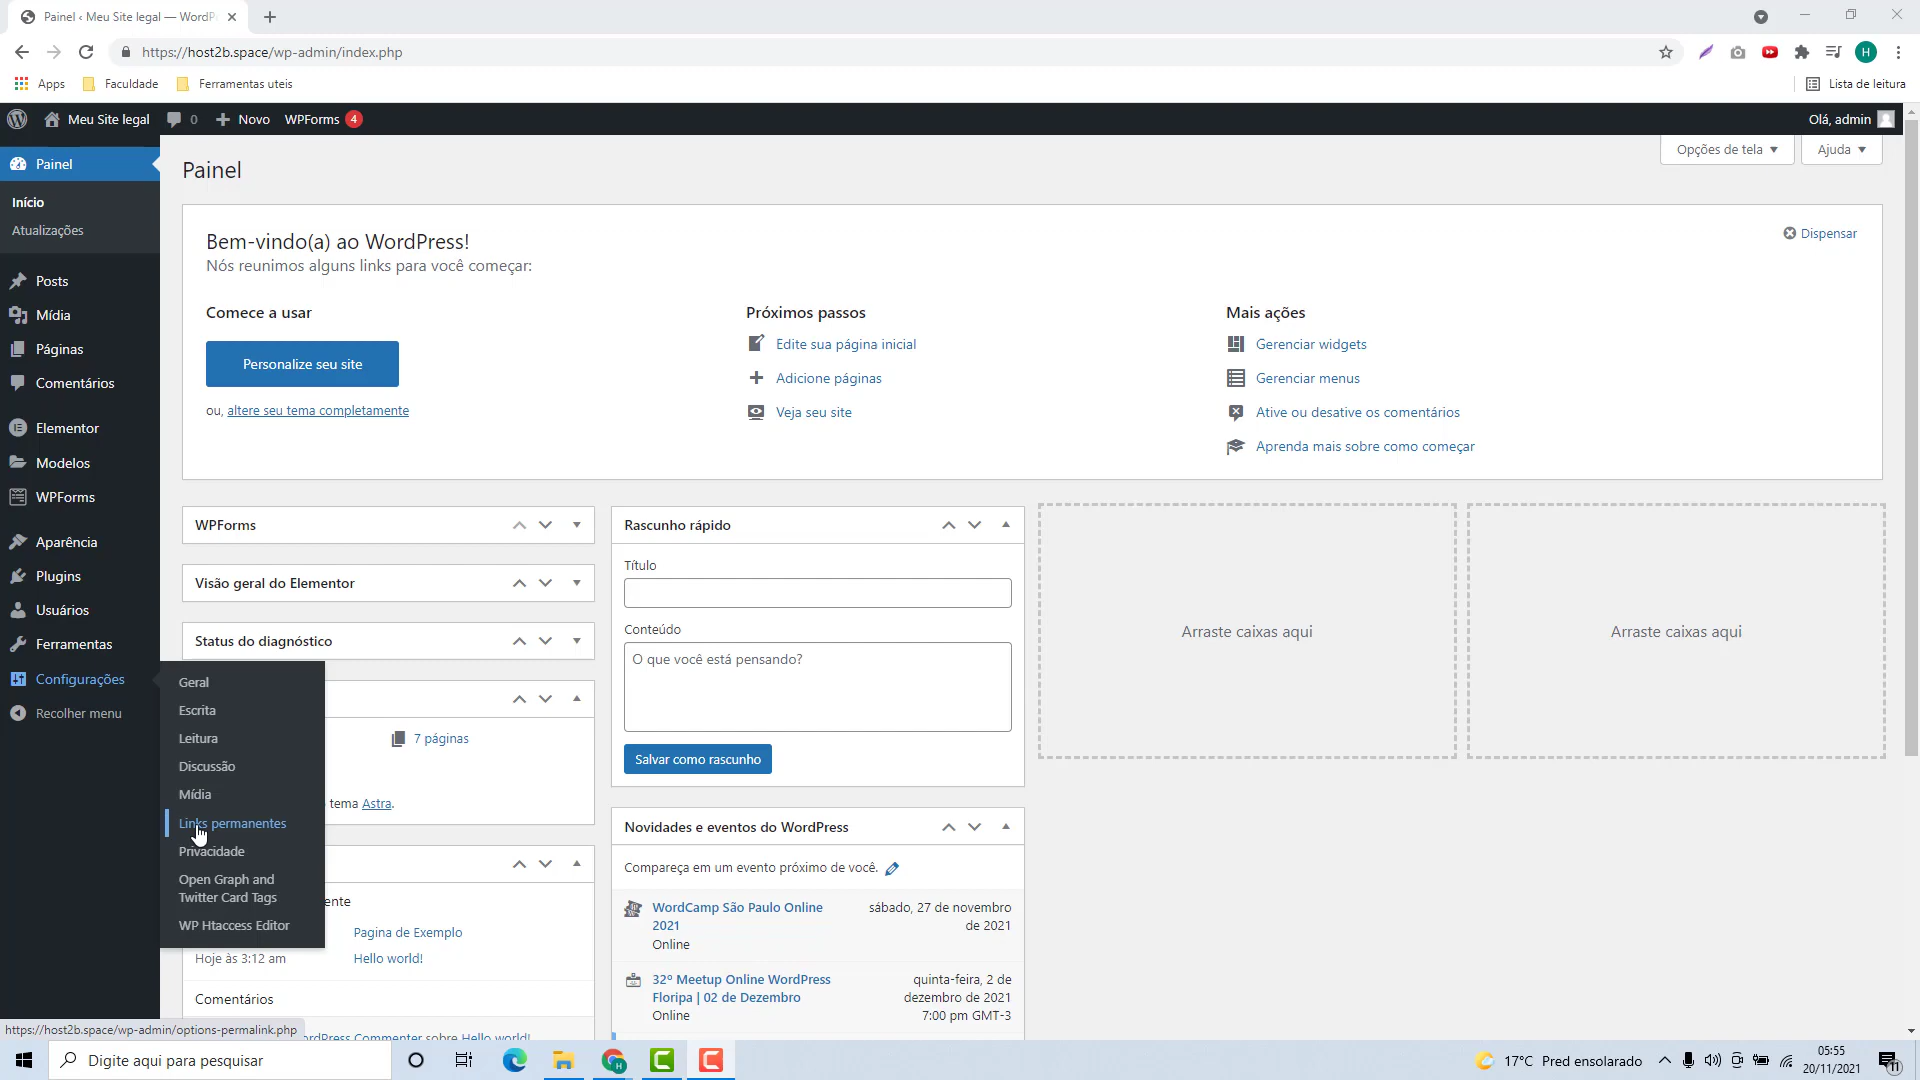 Painel ‹ Meu Site legal — WordP
https://host2b.space/wp-admin/index.php
Apps
Faculdade
Ferramentas uteis
Lista de leitura
Meu Site legal
0
Novo
WPForms 4
Olá, admin
Painel
Início
Atualizações
Posts
Mídia
Páginas
Comentários
Elementor
Modelos
WPForms
Aparência
Plugins
Usuários
Ferramentas
Configurações
Recolher menu
Geral
Escrita
Leitura
Discussão
Mídia
Links permanentes
Privacidade
Open Graph and
Twitter Card Tags
WP Htaccess Editor
Painel
Opções de tela
Ajuda
Bem-vindo(a) ao WordPress!
Nós reunimos alguns links para você começar:
Dispensar
Comece a usar
Personalize seu site
ou, altere seu tema completamente
Próximos passos
Edite sua página inicial
Adicione páginas
Veja seu site
Mais ações
Gerenciar widgets
Gerenciar menus
Ative ou desative os comentários
Aprenda mais sobre como começar
WPForms
Visão geral do Elementor
Status do diagnóstico
7 páginas
tema Astra.
ente
Pagina de Exemplo
Hoje às 3:12 am
Hello world!
Comentários
rdPress Commenter sobre Hello world!
Rascunho rápido
Título
Conteúdo
O que você está pensando?
Salvar como rascunho
Novidades e eventos do WordPress
Compareça em um evento próximo de você.
WordCamp São Paulo Online
2021
Online
sábado, 27 de novembro
de 2021
32º Meetup Online WordPress
Floripa | 02 de Dezembro
Online
quinta-feira, 2 de
dezembro de 2021
7:00 pm GMT-3
Arraste caixas aqui
Arraste caixas aqui
https://host2b.space/wp-admin/options-permalink.php
Digite aqui para pesquisar
17°C Pred ensolarado
05:55
20/11/2021
11
H